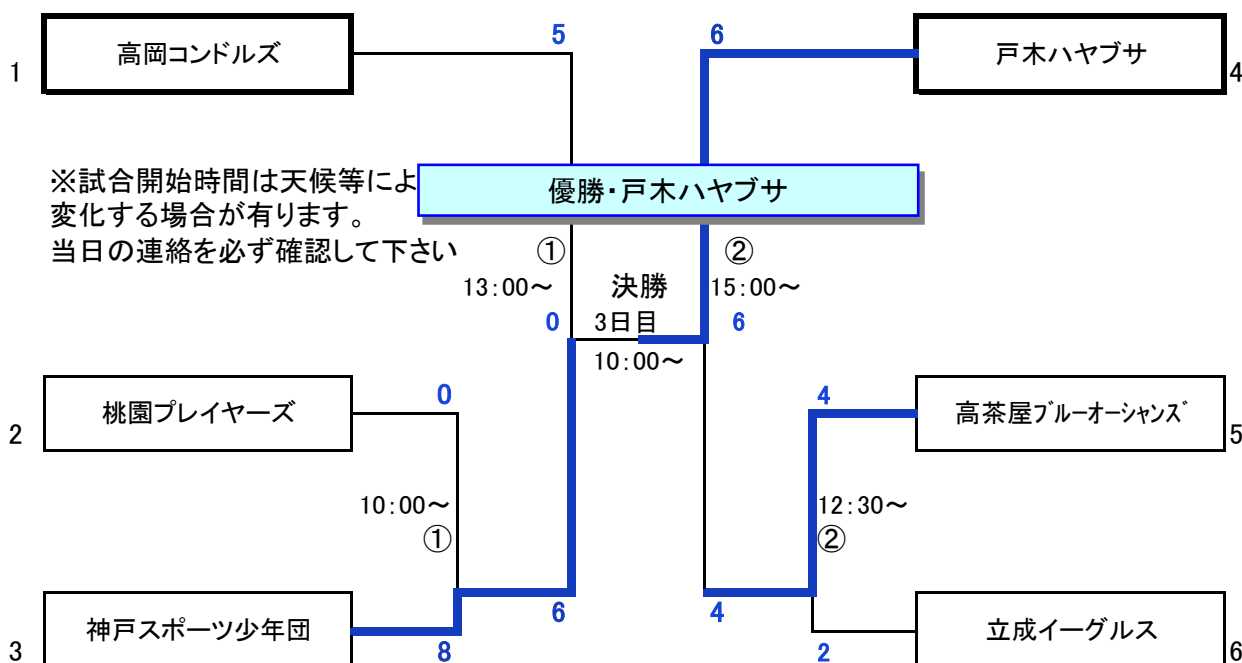 5
6
高岡コンドルズ
戸木ハヤブサ
1
4
※試合開始時間は天候等によ
変化する場合が有ります。
当日の連絡を必ず確認して下さい
優勝・戸木ハヤブサ
①
②
13:00～
決勝
15:00～
0
3日目
6
10:00～
0
4
桃園プレイヤーズ
高茶屋ブルーオーシャンズ
2
5
10:00～
12:30～
①
②
6
4
神戸スポーツ少年団
立成イーグルス
3
8
2
6